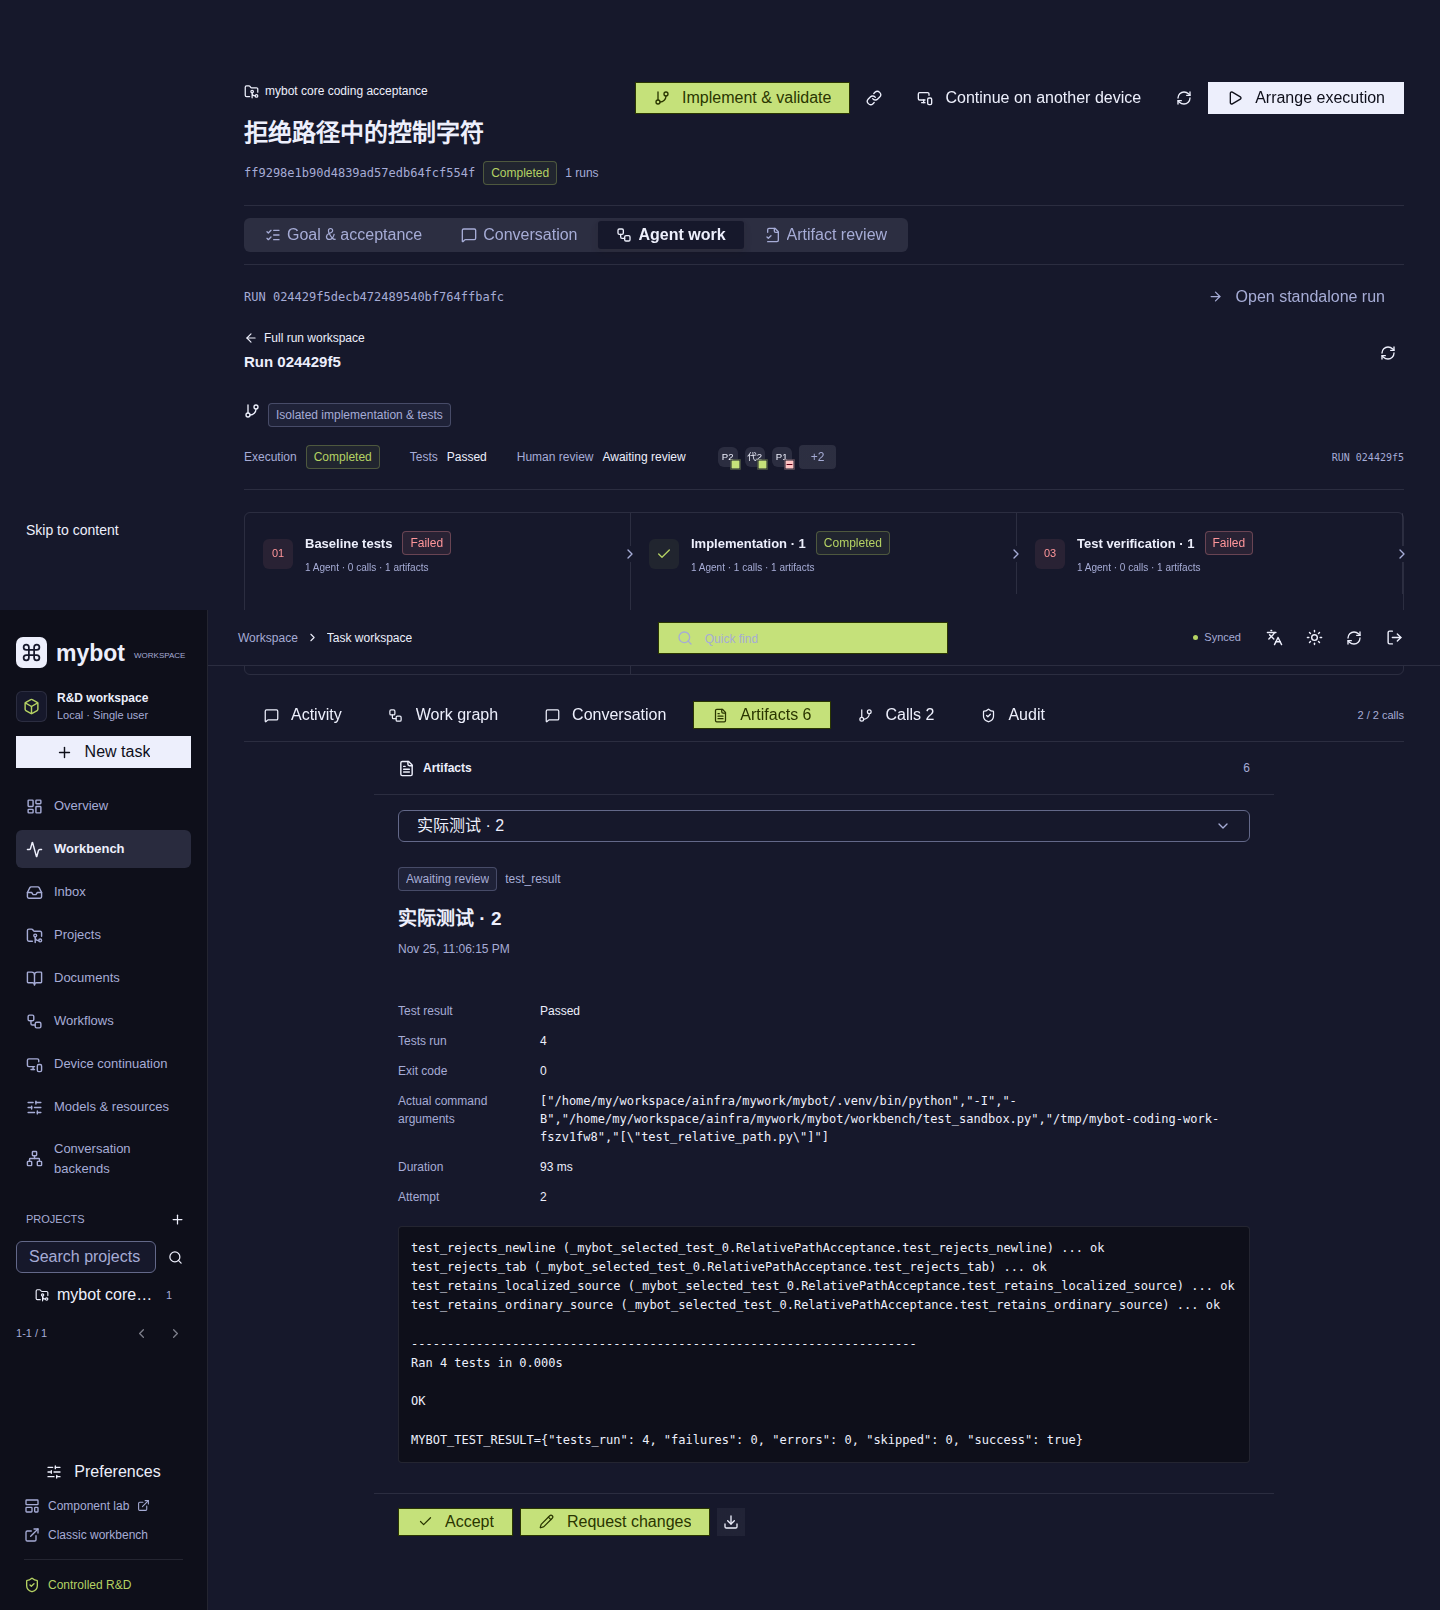 mybot core coding acceptance
Implement & validate
Continue on another device
Arrange execution
拒绝路径中的控制字符
ff9298e1b90d4839ad57edb64fcf554f Completed 1 runs
Goal & acceptance
Conversation
Agent work
Artifact review
RUN 024429f5decb472489540bf764ffbafc
Open standalone run
Full run workspace
Run 024429f5
Isolated implementation & tests
Execution Completed Tests Passed Human review Awaiting review P2 代2 P1 +2 RUN 024429f5
Skip to content
01 Baseline tests Failed
1 Agent · 0 calls · 1 artifacts
Implementation · 1 Completed
1 Agent · 1 calls · 1 artifacts
03 Test verification · 1 Failed
1 Agent · 0 calls · 1 artifacts
mybot WORKSPACE
Workspace
Task workspace
Quick find
Synced
R&D workspace
Local · Single user
New task
Overview
Workbench
Inbox
Projects
Documents
Workflows
Device continuation
Models & resources
Conversation
backends
PROJECTS
Search projects
mybot core… 1
1-1 / 1
Preferences
Component lab
Classic workbench
Controlled R&D
Activity
Work graph
Conversation
Artifacts 6
Calls 2
Audit
2 / 2 calls
Artifacts 6
实际测试 · 2
Awaiting review test_result
实际测试 · 2
Nov 25, 11:06:15 PM
Test result Passed
Tests run 4
Exit code 0
Actual command
arguments
["/home/my/workspace/ainfra/mywork/mybot/.venv/bin/python","-I","-
B","/home/my/workspace/ainfra/mywork/mybot/workbench/test_sandbox.py","/tmp/mybot-coding-work-
fszv1fw8","[\"test_relative_path.py\"]"]
Duration 93 ms
Attempt 2
test_rejects_newline (_mybot_selected_test_0.RelativePathAcceptance.test_rejects_newline) ... ok
test_rejects_tab (_mybot_selected_test_0.RelativePathAcceptance.test_rejects_tab) ... ok
test_retains_localized_source (_mybot_selected_test_0.RelativePathAcceptance.test_retains_localized_source) ... ok
test_retains_ordinary_source (_mybot_selected_test_0.RelativePathAcceptance.test_retains_ordinary_source) ... ok
----------------------------------------------------------------------
Ran 4 tests in 0.000s
OK
MYBOT_TEST_RESULT={"tests_run": 4, "failures": 0, "errors": 0, "skipped": 0, "success": true}
Accept
Request changes